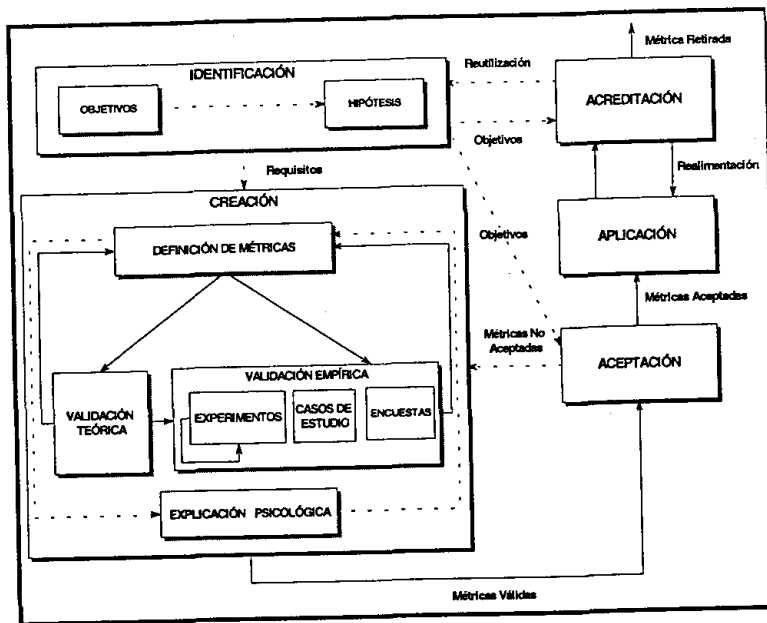 IDENTIFICACIÓN
OBJETIVOS
HIPÓTESIS
Reutilización
Objetivos
Métrica Retirada
ACREDITACIÓN
Realimentación
Requisitos
CREACIÓN
DEFINICIÓN DE MÉTRICAS
Objetivos
APLICACIÓN
Métricas Aceptadas
Métricas No
Aceptadas
ACEPTACIÓN
VALIDACIÓN
TEÓRICA
VALIDACIÓN EMPÍRICA
EXPERIMENTOS
CASOS DE
ESTUDIO
ENCUESTAS
EXPLICACIÓN PSICOLÓGICA
Métricas Válidas